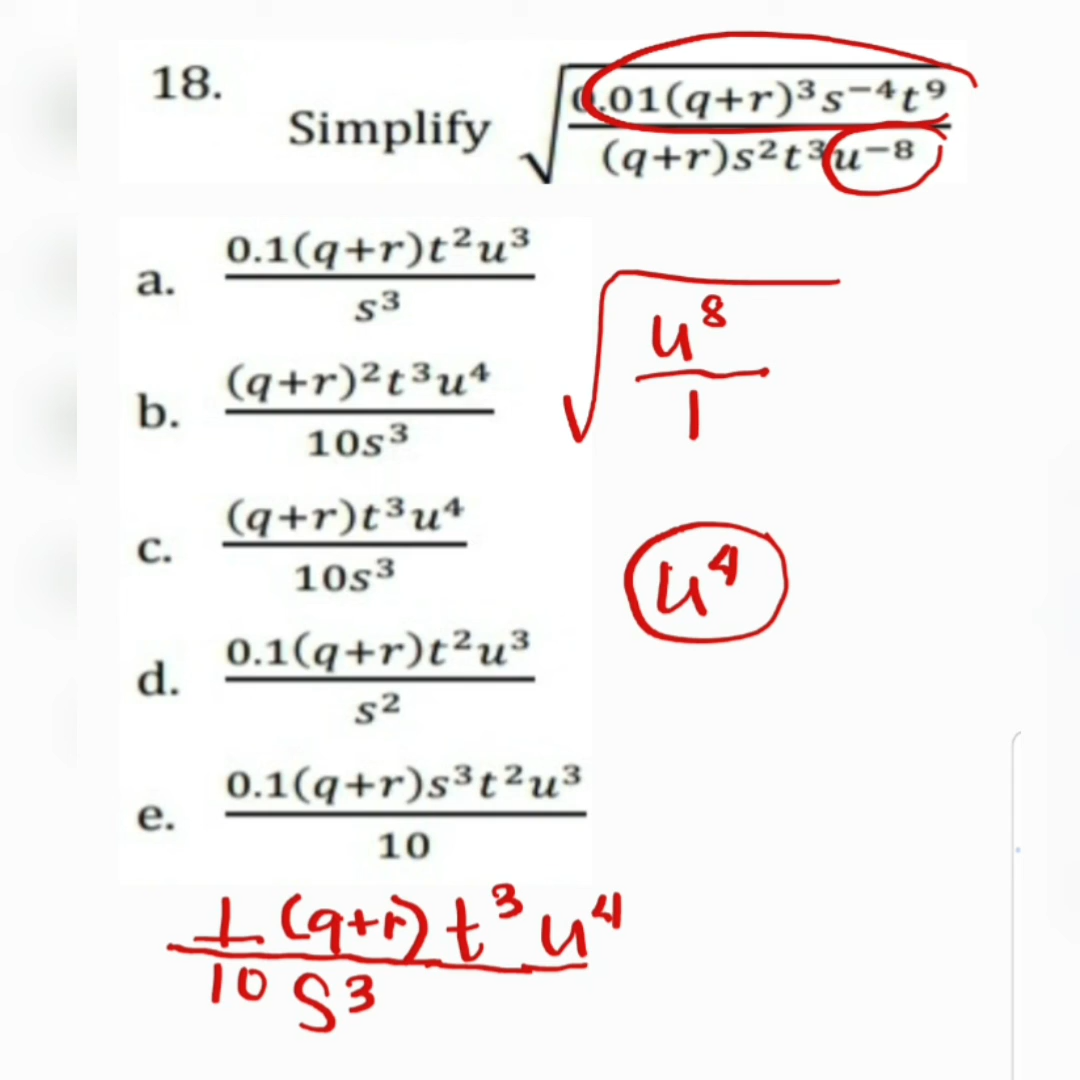 18.
Simplify √(0.01(q+r)³s⁻⁴t⁹ / (q+r)s²t³u⁻⁸)
a. 0.1(q+r)t²u³ / s³
b. (q+r)²t³u⁴ / 10s³
c. (q+r)t³u⁴ / 10s³
d. 0.1(q+r)t²u³ / s²
e. 0.1(q+r)s³t²u³ / 10
√(u⁸ / 1)
u⁴
1 (q+r) t³ u⁴ / 10 S³